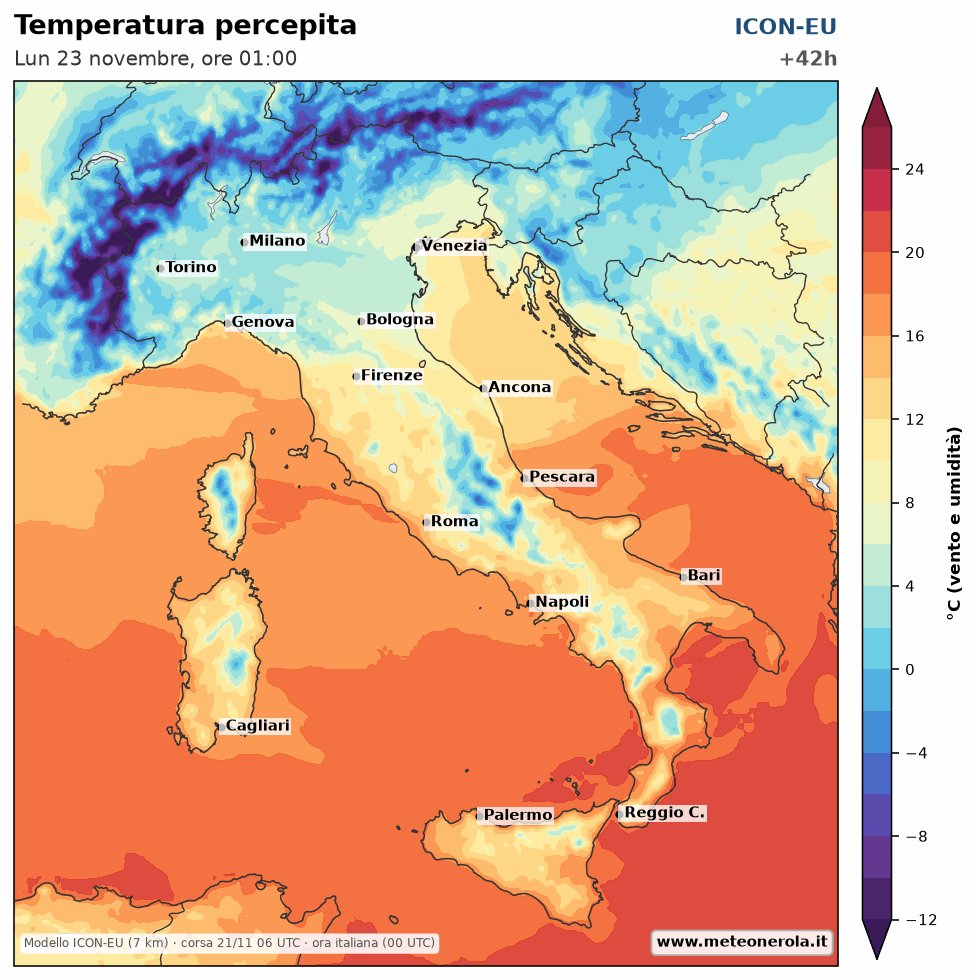 Temperatura percepita
ICON-EU
Lun 23 novembre, ore 01:00
+42h
Milano
Venezia
Torino
Genova
Bologna
Firenze
Ancona
Pescara
Roma
Bari
Napoli
Cagliari
Palermo
Reggio C.
24
20
16
12
8
4
0
−4
−8
−12
°C (vento e umidità)
Modello ICON-EU (7 km) · corsa 21/11 06 UTC · ora italiana (00 UTC)
www.meteonerola.it